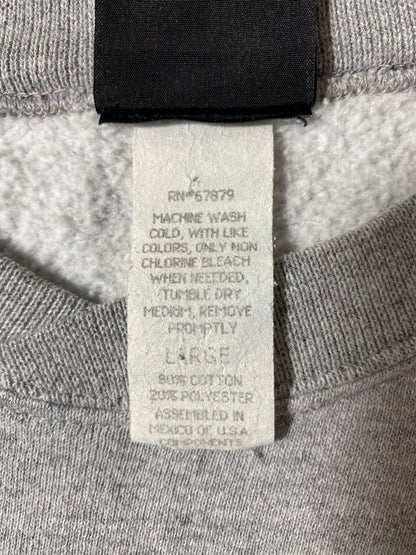 RN#67879
MACHINE WASH
COLD, WITH LIKE
COLORS, ONLY NON
CHLORINE BLEACH
WHEN NEEDED,
TUMBLE DRY
MEDIUM, REMOVE
PROMPTLY
LARGE
80% COTTON
20% POLYESTER
ASSEMBLED IN
MEXICO OF U.S.A.
COMPONENTS